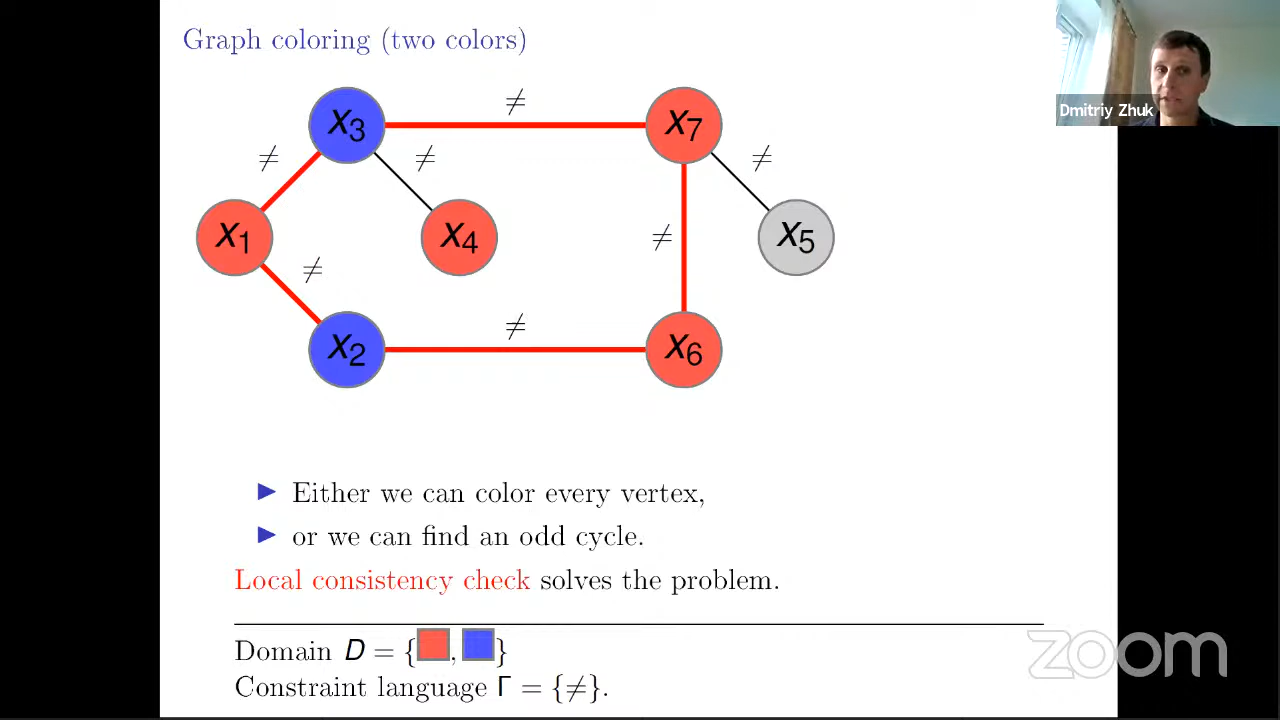 Graph coloring (two colors)
Dmitriy Zhuk
≠
x3
x7
≠
≠
≠
x1
x4
≠
x5
≠
≠
x2
x6
Either we can color every vertex,
or we can find an odd cycle.
Local consistency check solves the problem.
Domain D = { , }
Constraint language Γ = {≠}.
zoom